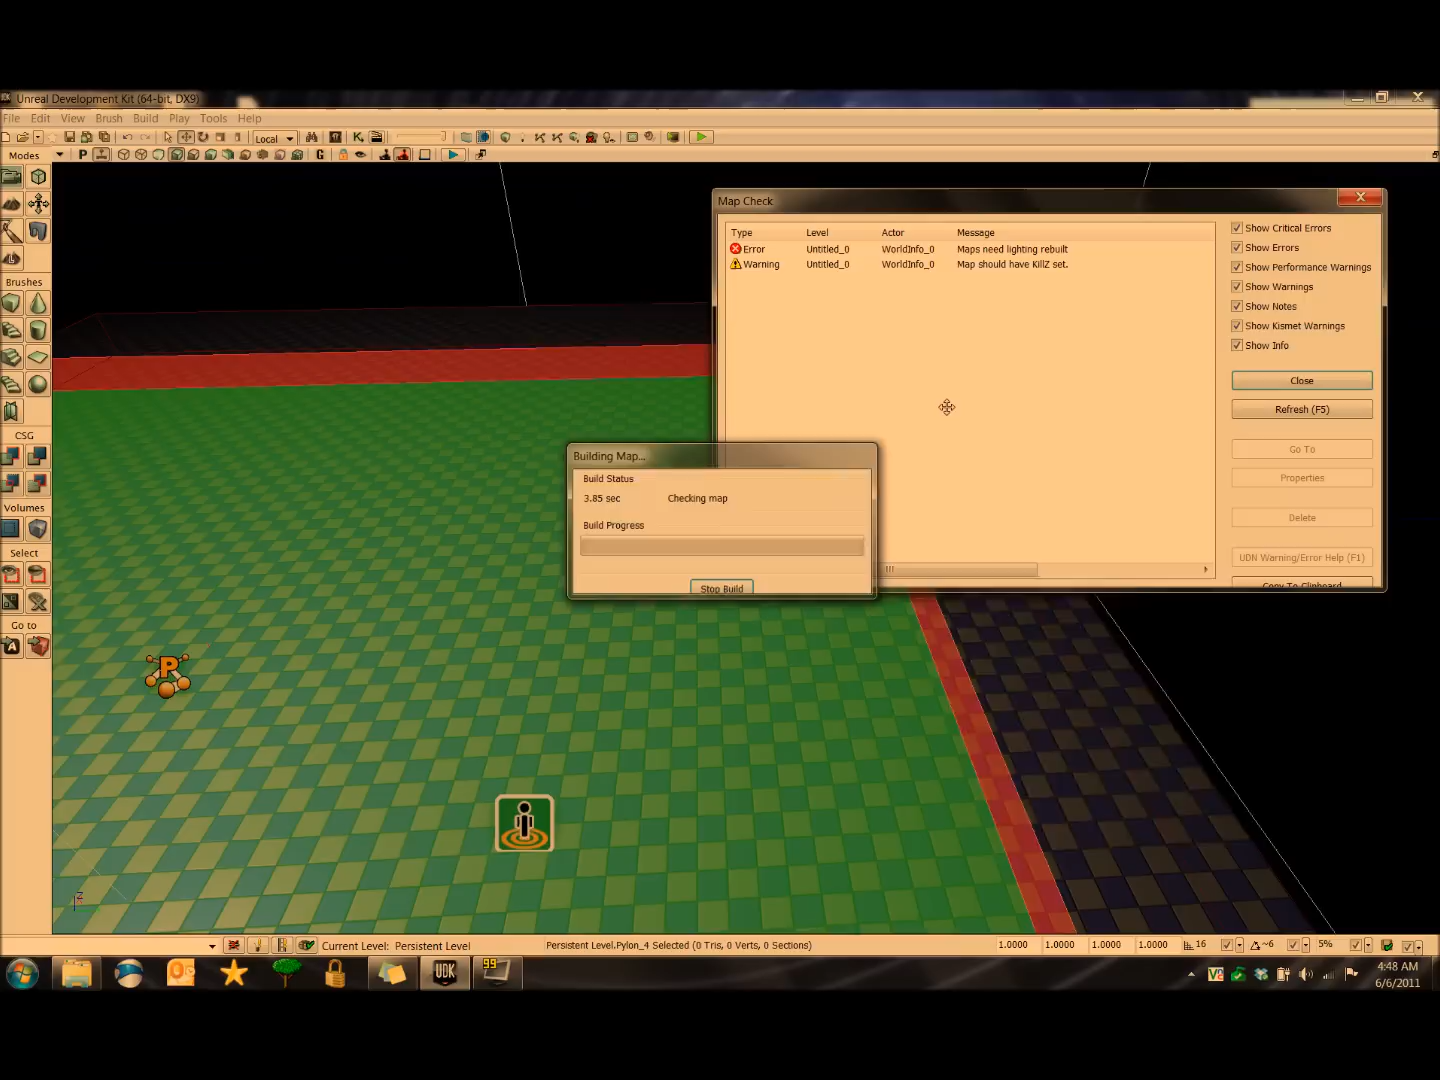 Unreal Development Kit (64-bit, DX9)
File Edit View Brush Build Play Tools Help
Local
Modes
P
G
Map Check
Type Level Actor Message
Error Untitled_0 WorldInfo_0 Maps need lighting rebuilt
Warning Untitled_0 WorldInfo_0 Map should have KillZ set.
Show Critical Errors
Show Errors
Show Performance Warnings
Show Warnings
Show Notes
Show Kismet Warnings
Show Info
Close
Refresh (F5)
Go To
Properties
Delete
UDN Warning/Error Help (F1)
Copy To Clipboard
Brushes
CSG
Volumes
Select
Go to
A
Building Map...
Build Status
3.85 sec Checking map
Build Progress
Stop Build
P
Z
Current Level: Persistent Level
Persistent Level.Pylon_4 Selected (0 Tris, 0 Verts, 0 Sections)
1.0000 1.0000 1.0000 1.0000 16 ~6 5%
UDK
99
4:48 AM
6/6/2011